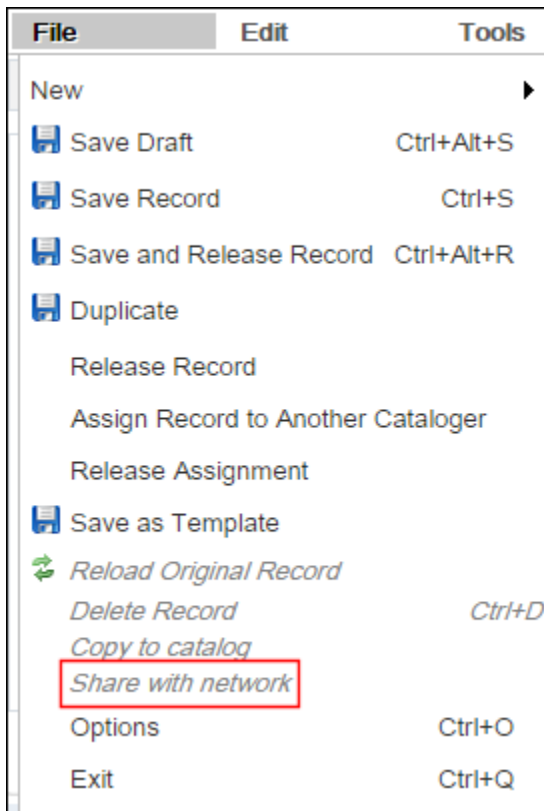 File Edit Tools
New
Save Draft Ctrl+Alt+S
Save Record Ctrl+S
Save and Release Record Ctrl+Alt+R
Duplicate
Release Record
Assign Record to Another Cataloger
Release Assignment
Save as Template
Reload Original Record
Delete Record Ctrl+D
Copy to catalog
Share with network
Options Ctrl+O
Exit Ctrl+Q